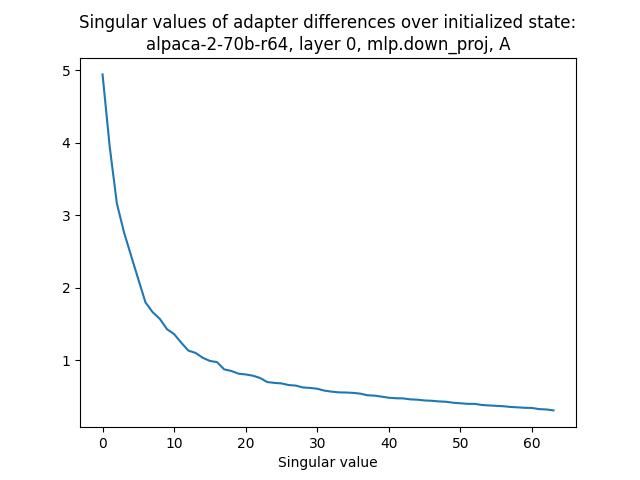 Singular values of adapter differences over initialized state:
alpaca-2-70b-r64, layer 0, mlp.down_proj, A
5
4
3
2
1
0 10 20 30 40 50 60
Singular value